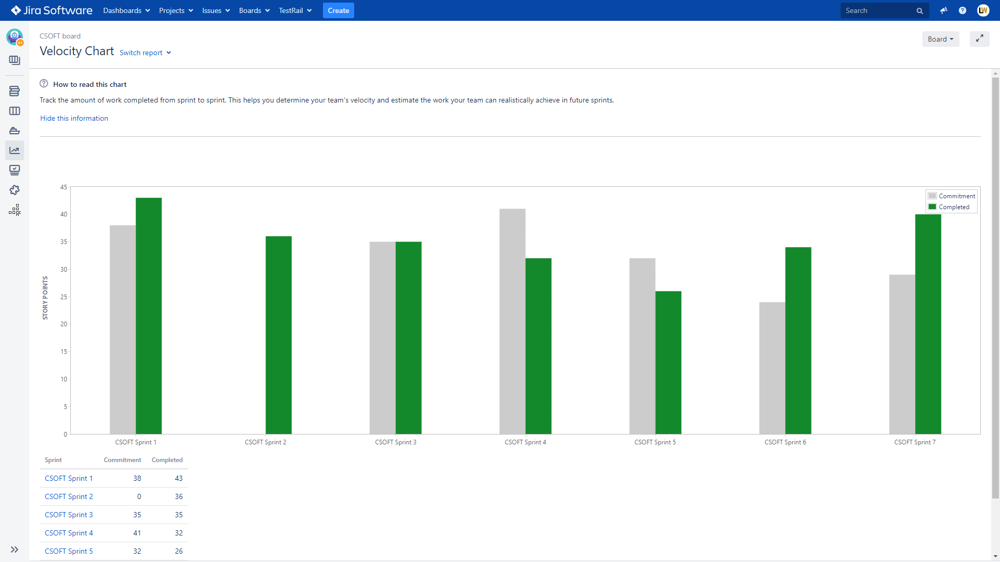 Jira Software Dashboards Projects Issues Boards TestRail Create Search LW
CSOFT board
Velocity Chart Switch report
Board
How to read this chart
Track the amount of work completed from sprint to sprint. This helps you determine your team's velocity and estimate the work your team can realistically achieve in future sprints.
Hide this information
STORY POINTS
45
40
35
30
25
20
15
10
5
0
Commitment
Completed
CSOFT Sprint 1 CSOFT Sprint 2 CSOFT Sprint 3 CSOFT Sprint 4 CSOFT Sprint 5 CSOFT Sprint 6 CSOFT Sprint 7
Sprint Commitment Completed
CSOFT Sprint 1 38 43
CSOFT Sprint 2 0 36
CSOFT Sprint 3 35 35
CSOFT Sprint 4 41 32
CSOFT Sprint 5 32 26